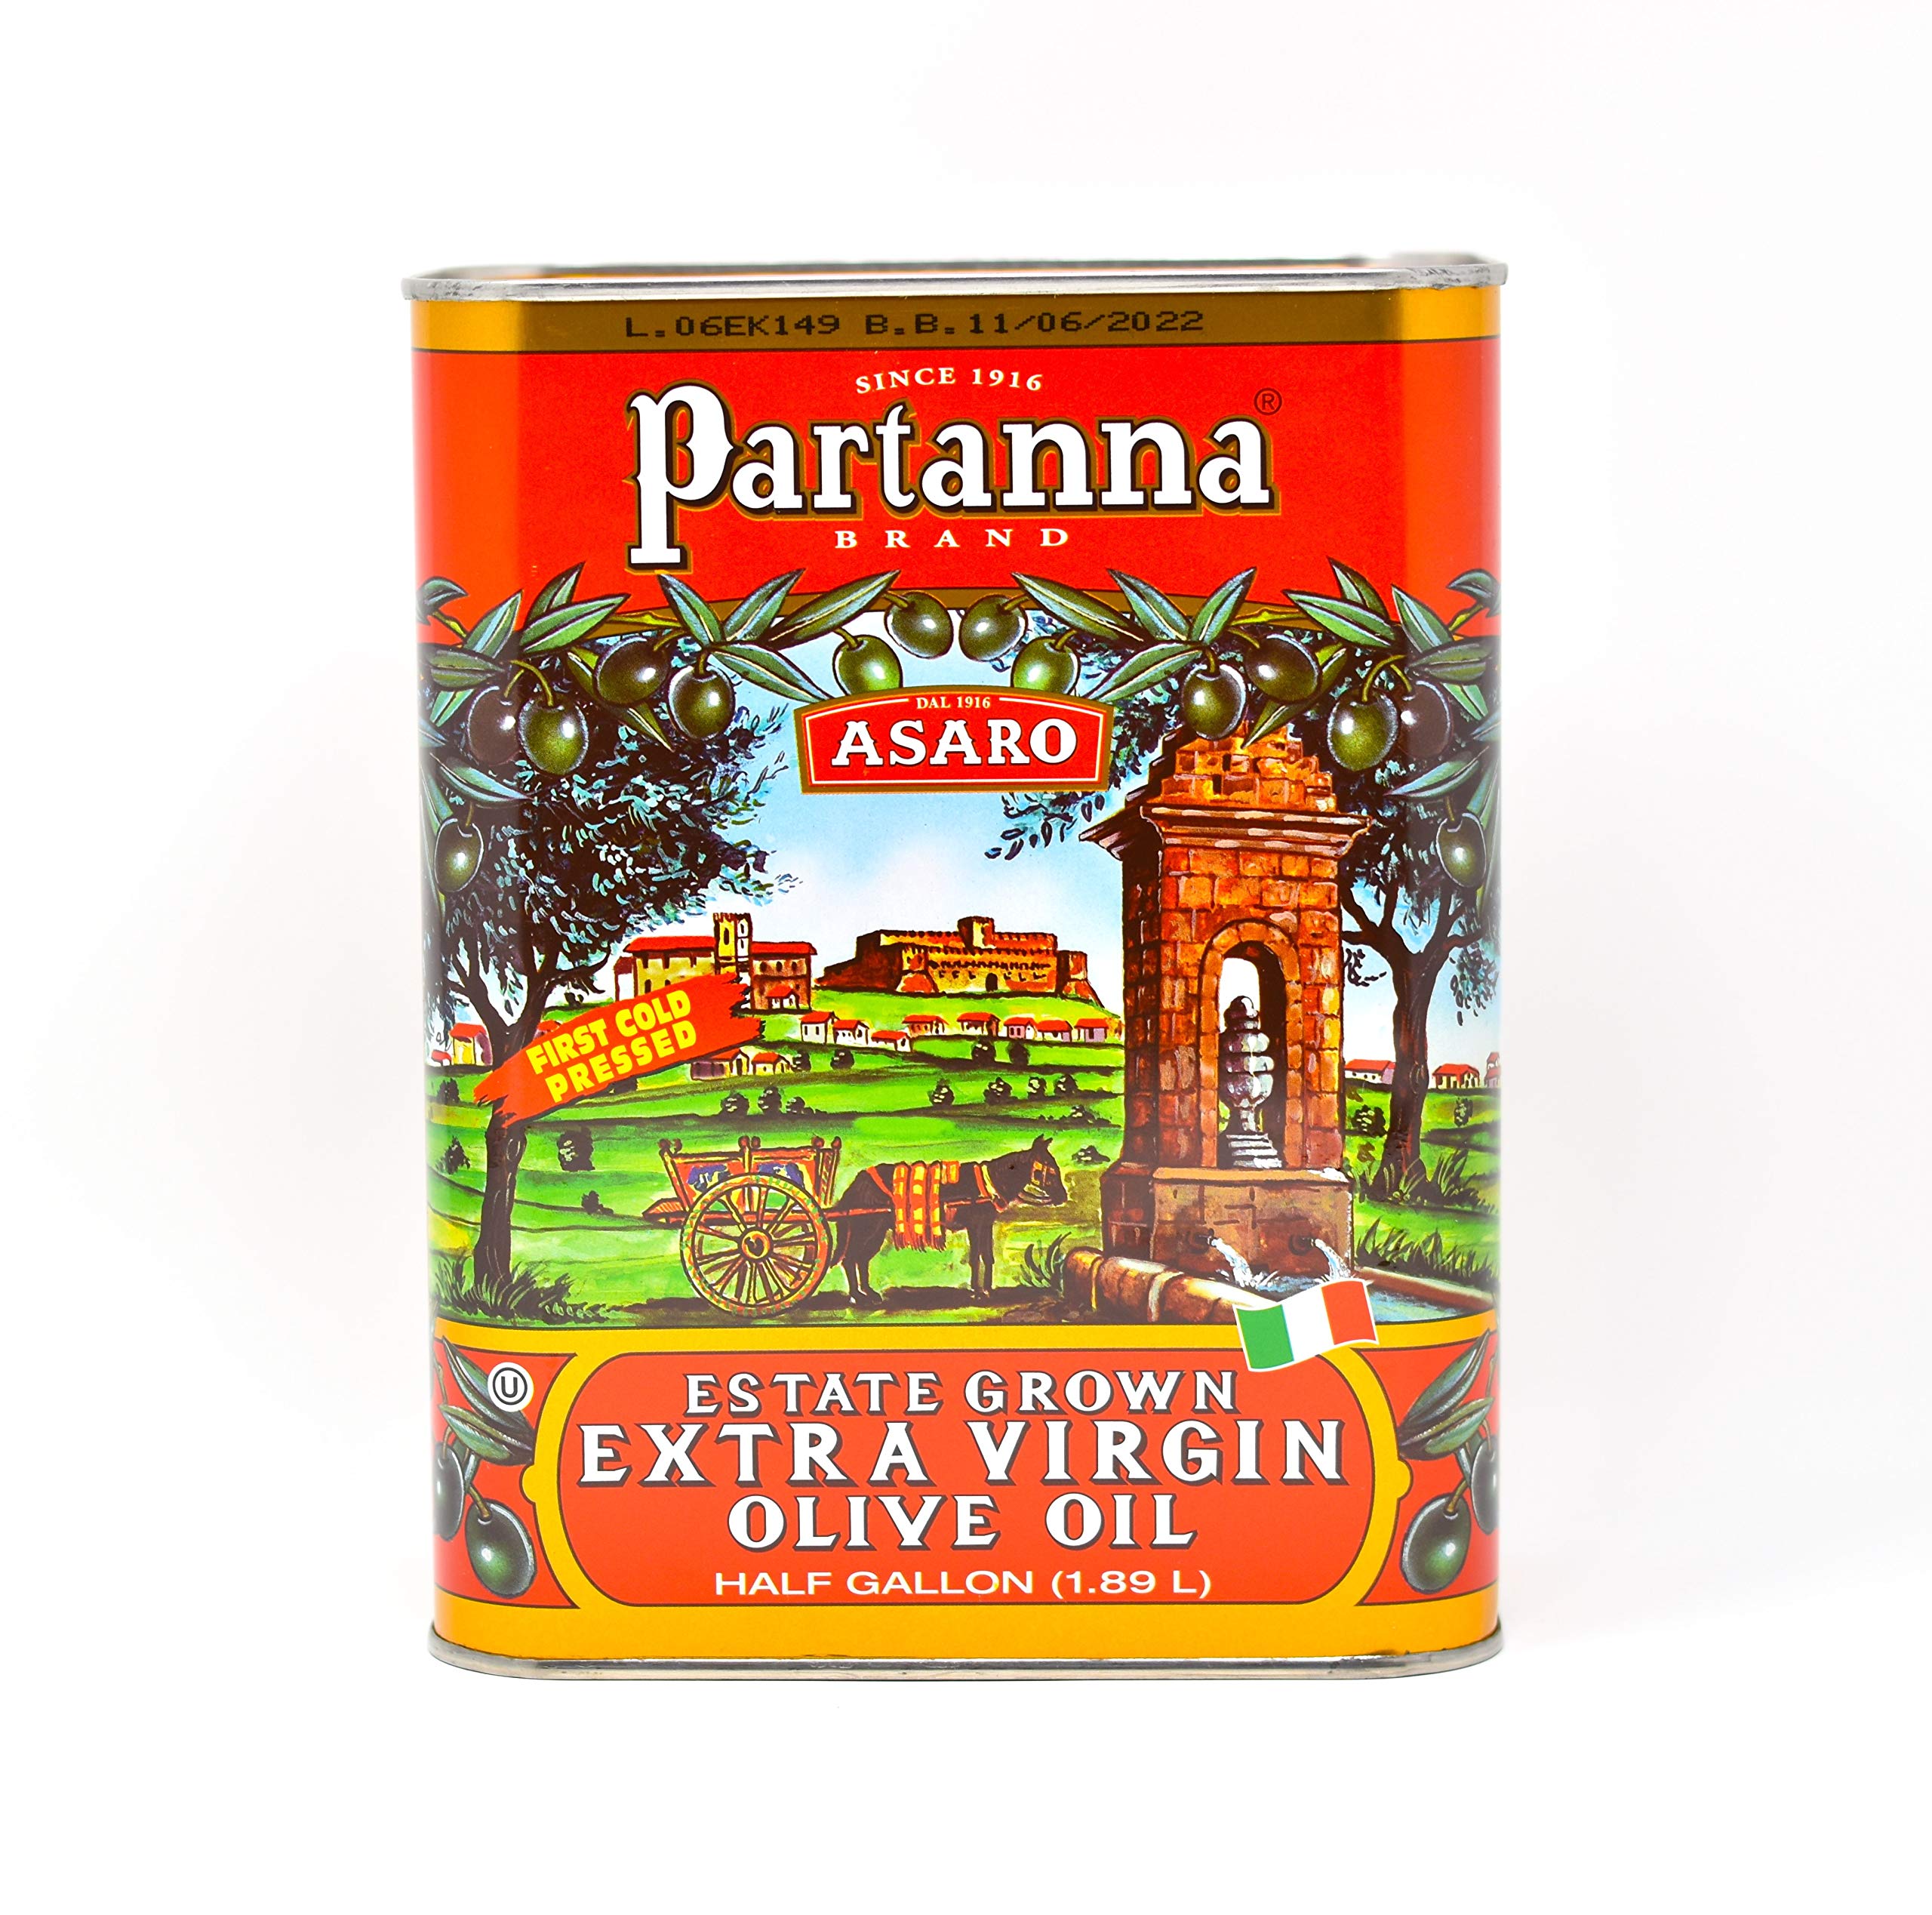 L.06EK149 B.B.11/06/2022
SINCE 1916
Partanna®
BRAND
DAL 1916
ASARO
FIRST COLD
PRESSED
U
ESTATE GROWN
EXTRA VIRGIN
OLIVE OIL
HALF GALLON (1.89 L)